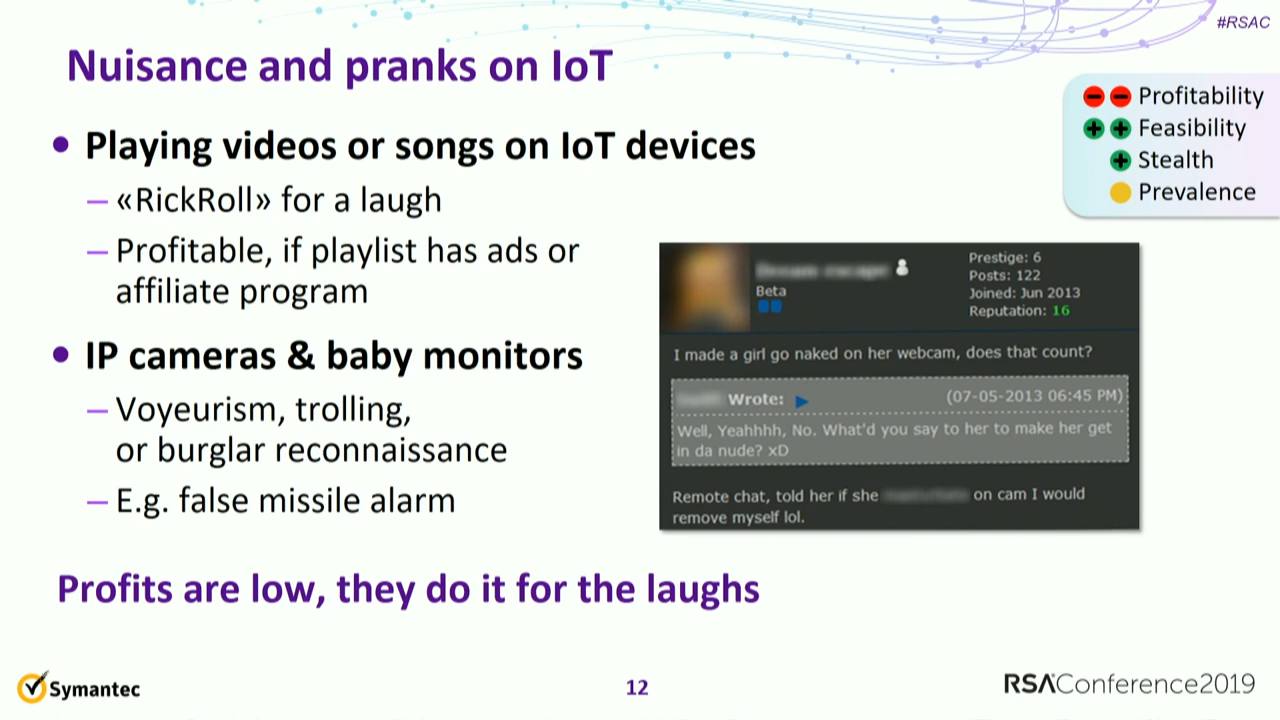 #RSAC
Nuisance and pranks on IoT
Profitability
Feasibility
Stealth
Prevalence
• Playing videos or songs on IoT devices
– «RickRoll» for a laugh
– Profitable, if playlist has ads or
affiliate program
• IP cameras & baby monitors
– Voyeurism, trolling,
or burglar reconnaissance
– E.g. false missile alarm
Beta
Prestige: 6
Posts: 122
Joined: Jun 2013
Reputation: 16
I made a girl go naked on her webcam, does that count?
Wrote:
(07-05-2013 06:45 PM)
Well, Yeahhhh, No. What'd you say to her to make her get
in da nude? xD
Remote chat, told her if she on cam I would
remove myself lol.
Profits are low, they do it for the laughs
Symantec
12
RSAConference2019